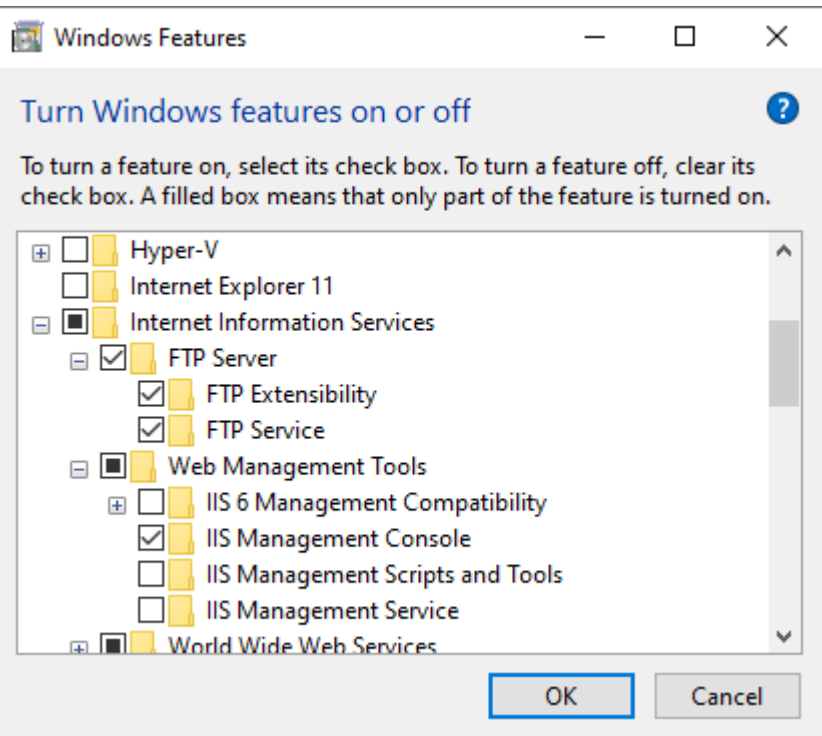 Windows Features
Turn Windows features on or off
To turn a feature on, select its check box. To turn a feature off, clear its
check box. A filled box means that only part of the feature is turned on.
Hyper-V
Internet Explorer 11
Internet Information Services
FTP Server
FTP Extensibility
FTP Service
Web Management Tools
IIS 6 Management Compatibility
IIS Management Console
IIS Management Scripts and Tools
IIS Management Service
World Wide Web Services
OK
Cancel